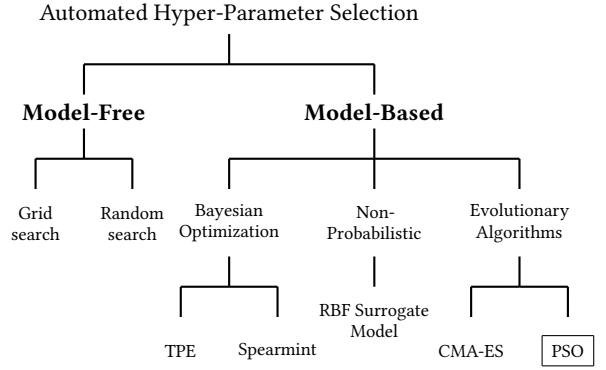 Automated Hyper-Parameter Selection
Model-Free
Model-Based
Grid
search
Random
search
Bayesian
Optimization
Non-
Probabilistic
Evolutionary
Algorithms
TPE
Spearmint
RBF Surrogate
Model
CMA-ES
PSO